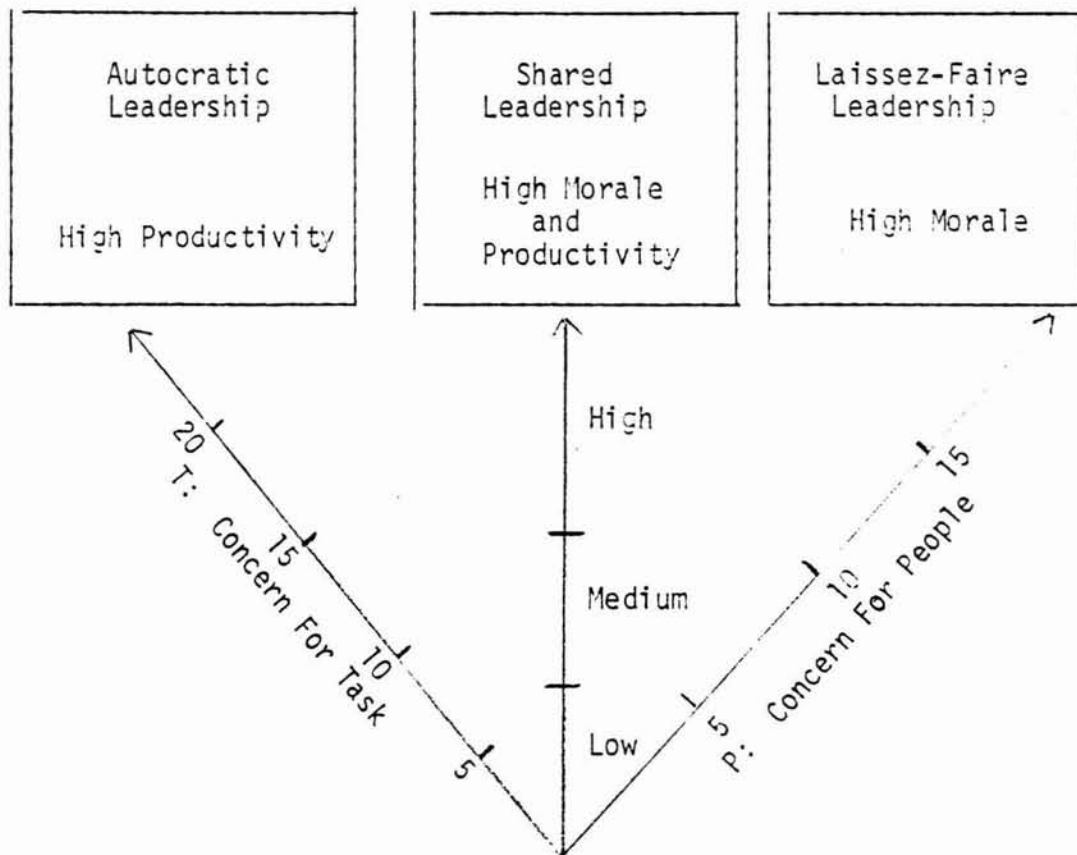 Autocratic
Leadership
High Productivity
Shared
Leadership
High Morale
and
Productivity
Laissez-Faire
Leadership
High Morale
20
15
10
5
T: Concern For Task
High
Medium
Low
15
10
5
P: Concern For People